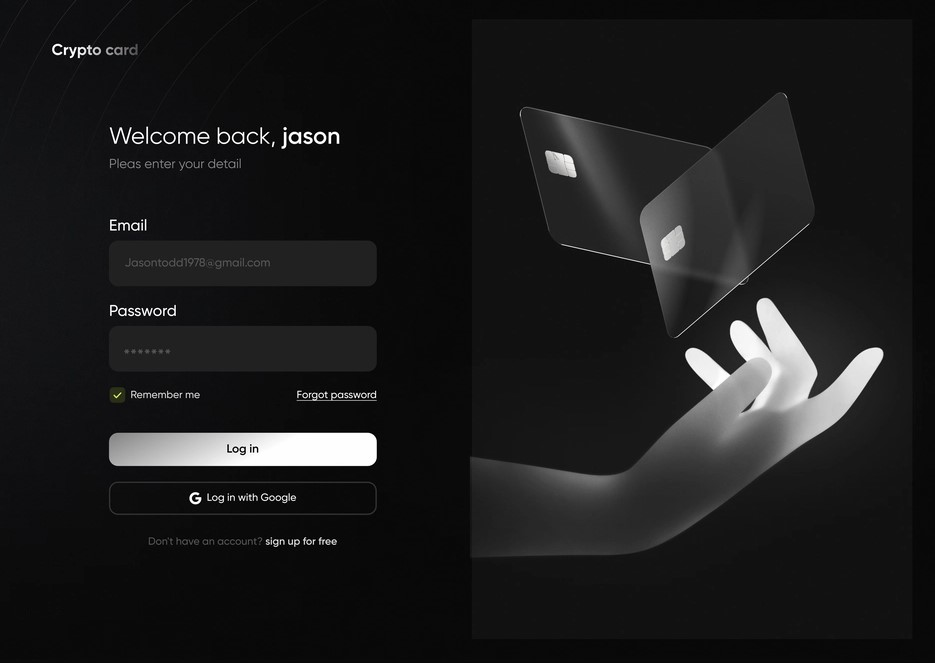 Crypto card
Welcome back, jason
Pleas enter your detail
Email
Jasontodd1978@gmail.com
Password
*******
Remember me
Forgot password
Log in
Log in with Google
Don't have an account? sign up for free